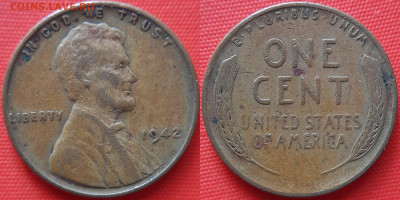 COINS.LAVE.RU
IN GOD WE TRUST
LIBERTY
1942
E·PLURIBUS·UNUM
ONE
CENT
UNITED STATES
OF AMERICA